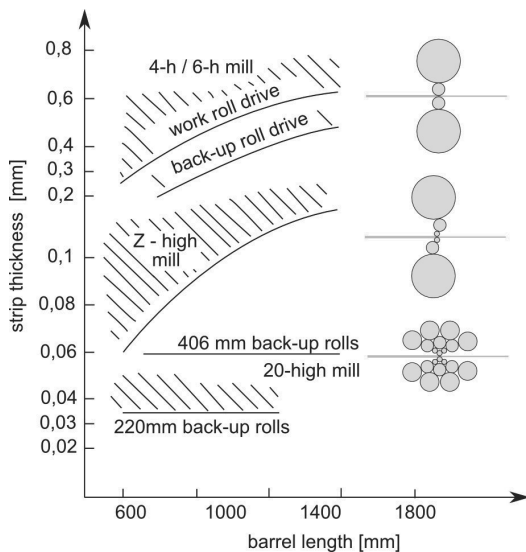 0,8
0,6
0,4
0,3
0,2
0,1
0,08
0,06
0,04
0,03
0,02
strip thickness [mm]
4-h / 6-h mill
work roll drive
back-up roll drive
Z - high
mill
406 mm back-up rolls
20-high mill
220mm back-up rolls
600 1000 1400 1800
barrel length [mm]